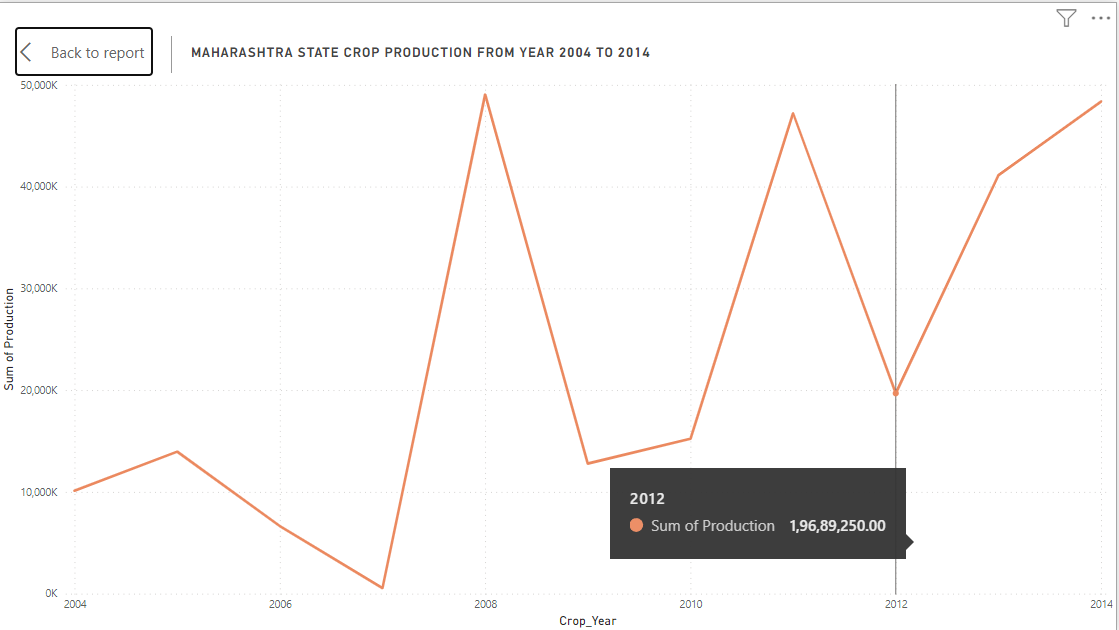 Back to report
MAHARASHTRA STATE CROP PRODUCTION FROM YEAR 2004 TO 2014
50,000K
40,000K
30,000K
20,000K
10,000K
0K
Sum of Production
2012
Sum of Production 1,96,89,250.00
2004 2006 2008 2010 2012 2014
Crop_Year